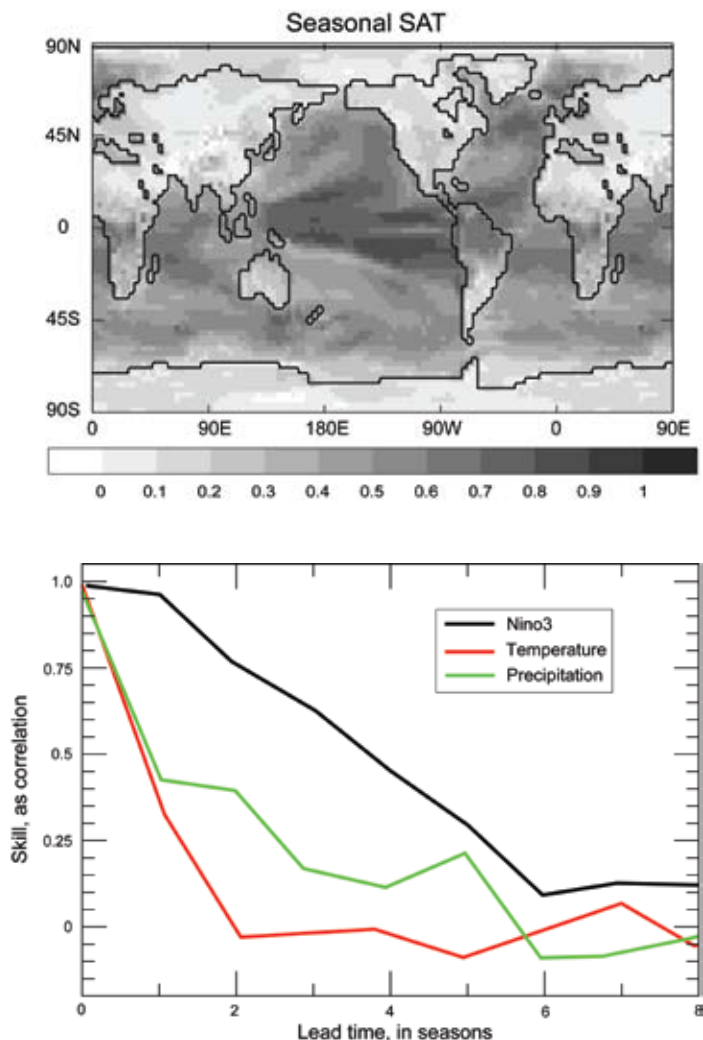 Seasonal SAT
90N
45N
0
45S
90S
0 90E 180E 90W 0 90E
0 0.1 0.2 0.3 0.4 0.5 0.6 0.7 0.8 0.9 1
1.0
0.75
0.5
0.25
0
Skill, as correlation
Nino3
Temperature
Precipitation
0 2 4 6 8
Lead time, in seasons